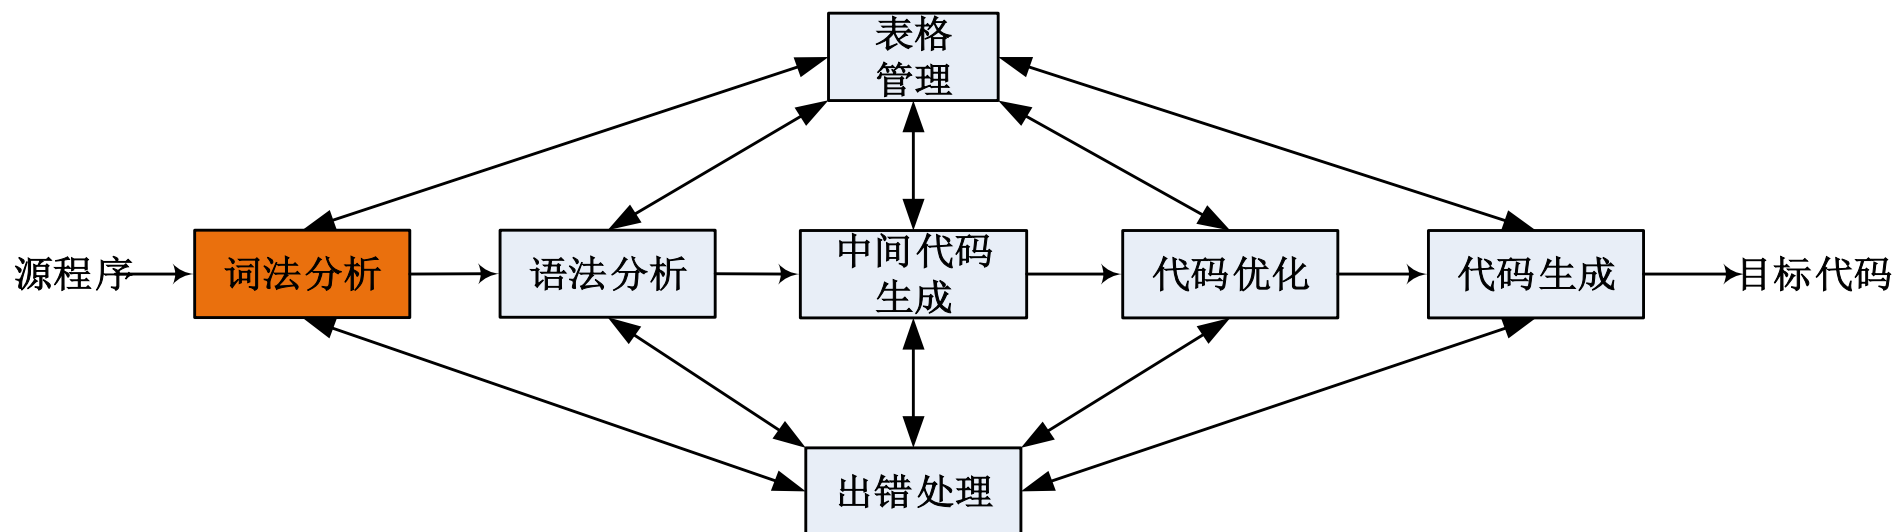 表格
管理
源程序
词法分析
语法分析
中间代码
生成
代码优化
代码生成
目标代码
出错处理